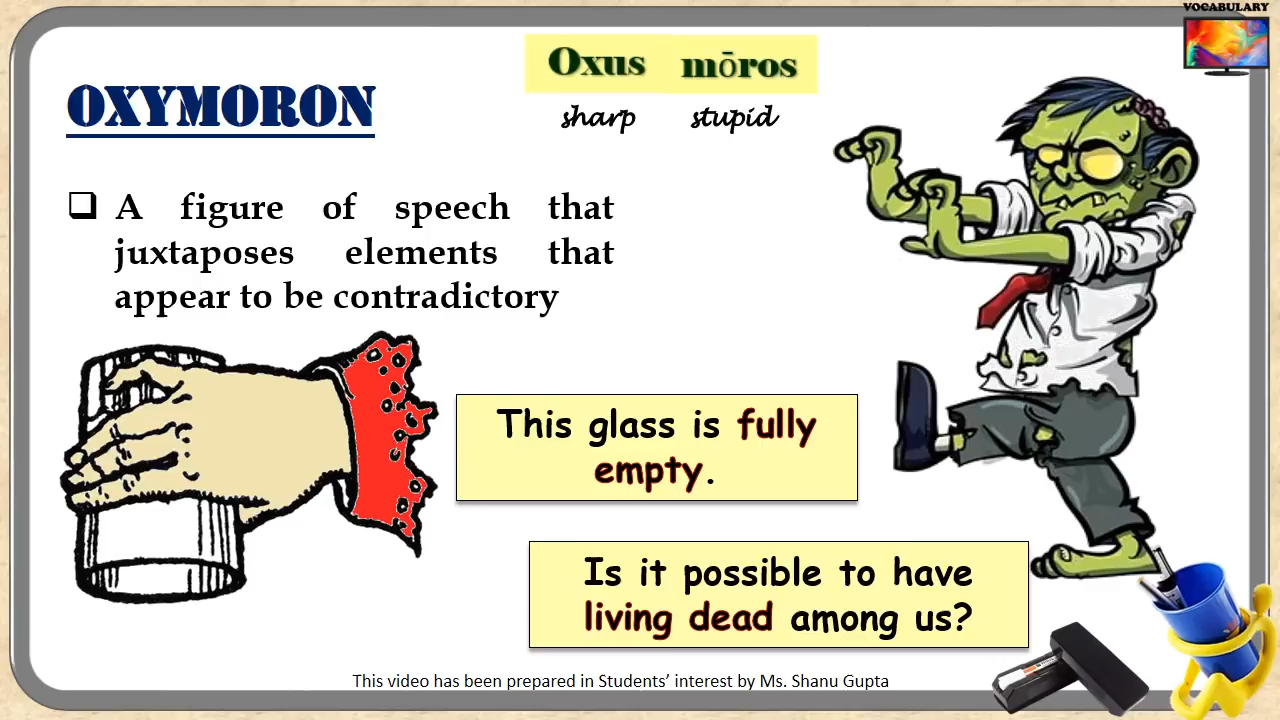 VOCABULARY
OXYMORON
Oxus mōros
sharp stupid
A figure of speech that
juxtaposes elements that
appear to be contradictory
This glass is fully
empty.
Is it possible to have
living dead among us?
This video has been prepared in Students’ interest by Ms. Shanu Gupta